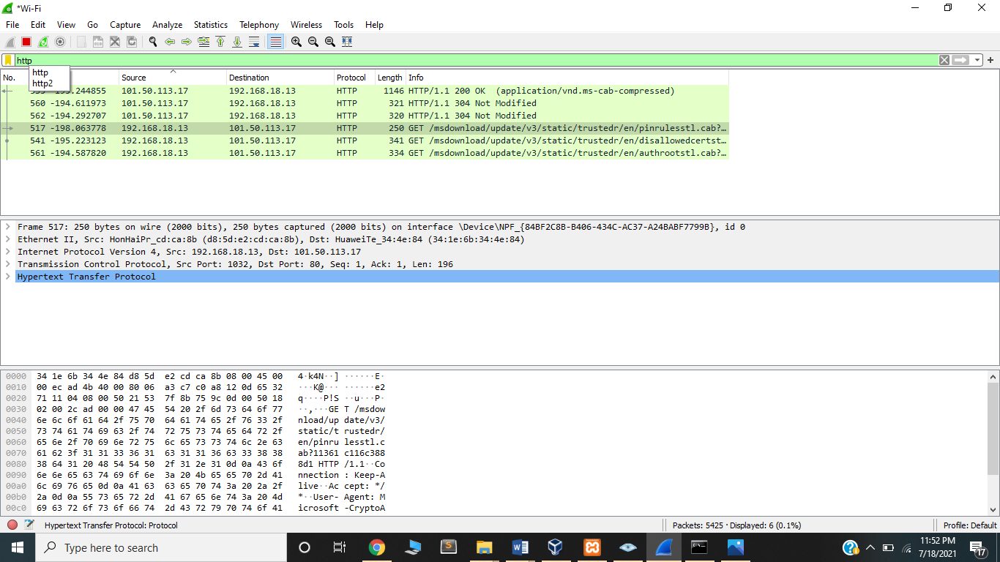 *Wi-Fi
File Edit View Go Capture Analyze Statistics Telephony Wireless Tools Help
http
http
http2
No. Source Destination Protocol Length Info
.244855 101.50.113.17 192.168.18.13 HTTP 1146 HTTP/1.1 200 OK (application/vnd.ms-cab-compressed)
560 -194.611973 101.50.113.17 192.168.18.13 HTTP 321 HTTP/1.1 304 Not Modified
562 -194.292707 101.50.113.17 192.168.18.13 HTTP 320 HTTP/1.1 304 Not Modified
517 -198.063778 192.168.18.13 101.50.113.17 HTTP 250 GET /msdownload/update/v3/static/trustedr/en/pinrulesstl.cab?…
541 -195.223123 192.168.18.13 101.50.113.17 HTTP 341 GET /msdownload/update/v3/static/trustedr/en/disallowedcertst…
561 -194.587820 192.168.18.13 101.50.113.17 HTTP 334 GET /msdownload/update/v3/static/trustedr/en/authrootstl.cab?…
Frame 517: 250 bytes on wire (2000 bits), 250 bytes captured (2000 bits) on interface \Device\NPF_{84BF2C8B-B406-434C-AC37-A24BABF7799B}, id 0
Ethernet II, Src: HonHaiPr_cd:ca:8b (d8:5d:e2:cd:ca:8b), Dst: HuaweiTe_34:4e:84 (34:1e:6b:34:4e:84)
Internet Protocol Version 4, Src: 192.168.18.13, Dst: 101.50.113.17
Transmission Control Protocol, Src Port: 1032, Dst Port: 80, Seq: 1, Ack: 1, Len: 196
Hypertext Transfer Protocol
0000 34 1e 6b 34 4e 84 d8 5d e2 cd ca 8b 08 00 45 00 4·k4N··] ······E·
0010 00 ec ad 4b 40 00 80 06 a3 c7 c0 a8 12 0d 65 32 ···K@··· ······e2
0020 71 11 04 08 00 50 21 53 7f 8b 75 9c 0d 00 50 18 q····P!S ··u···P·
0030 02 00 2c ad 00 00 47 45 54 20 2f 6d 73 64 6f 77 ··,···GE T /msdow
0040 6e 6c 6f 61 64 2f 75 70 64 61 74 65 2f 76 33 2f nload/up date/v3/
0050 73 74 61 74 69 63 2f 74 72 75 73 74 65 64 72 2f static/t rustedr/
0060 65 6e 2f 70 69 6e 72 75 6c 65 73 73 74 6c 2e 63 en/pinru lesstl.c
0070 61 62 3f 31 31 33 36 31 63 31 31 36 63 33 38 38 ab?11361 c116c388
0080 38 64 31 20 48 54 54 50 2f 31 2e 31 0d 0a 43 6f 8d1 HTTP /1.1··Co
0090 6e 6e 65 63 74 69 6f 6e 3a 20 4b 65 65 70 2d 41 nnection : Keep-A
00a0 6c 69 76 65 0d 0a 41 63 63 65 70 74 3a 20 2a 2f live··Ac cept: */
00b0 2a 0d 0a 55 73 65 72 2d 41 67 65 6e 74 3a 20 4d *··User- Agent: M
00c0 69 63 72 6f 73 6f 66 74 2d 43 72 79 70 74 6f 41 icrosoft -CryptoA
Hypertext Transfer Protocol: Protocol Packets: 5425 · Displayed: 6 (0.1%) Profile: Default
Type here to search
11:52 PM
7/18/2021
17